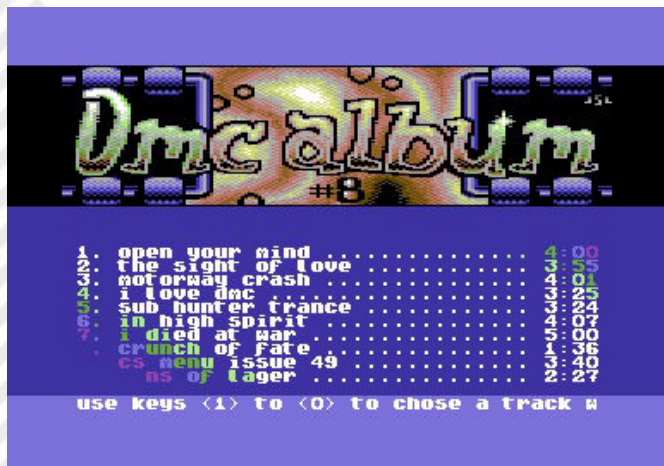 Dmc album
#8
1. open your mind .............. 4:00
2. the sight of love ........... 3:55
3. motorway crash .............. 4:01
4. i love dmc .................. 3:25
5. sub hunter trance ........... 3:24
6. in high spirit .............. 4:07
7. i died at war ............... 5:00
. crunch of fate ............... 1:36
cs menu issue 49 ............... 3:40
ns of lager .................... 2:27
use keys <1> to <0> to chose a track w